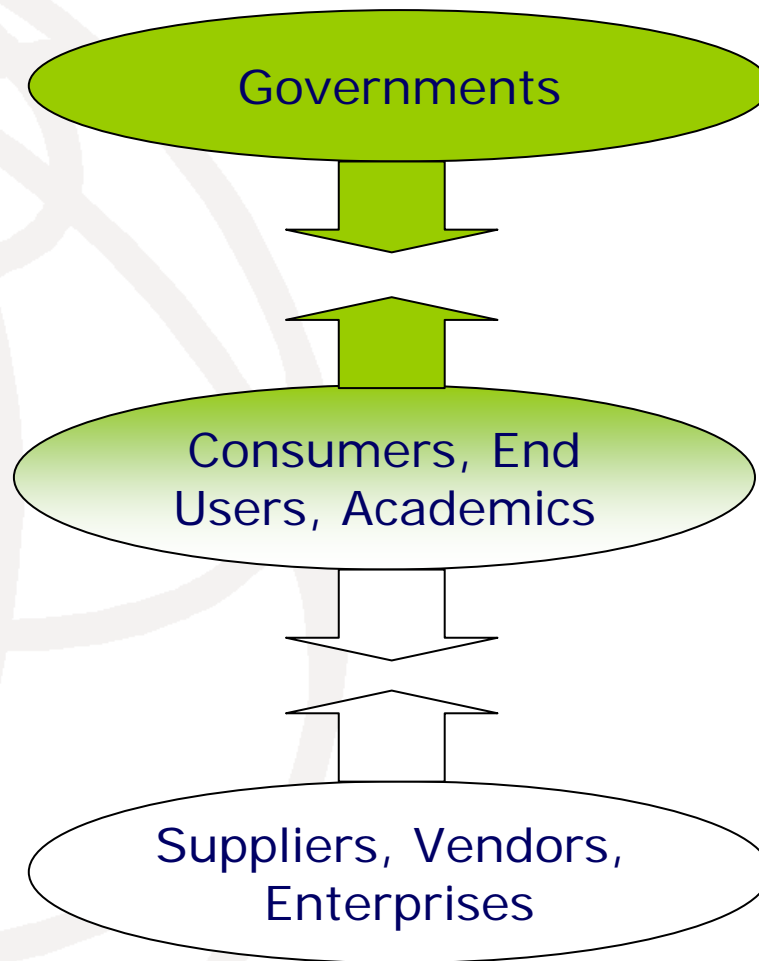 Governments
Consumers, End
Users, Academics
Suppliers, Vendors,
Enterprises